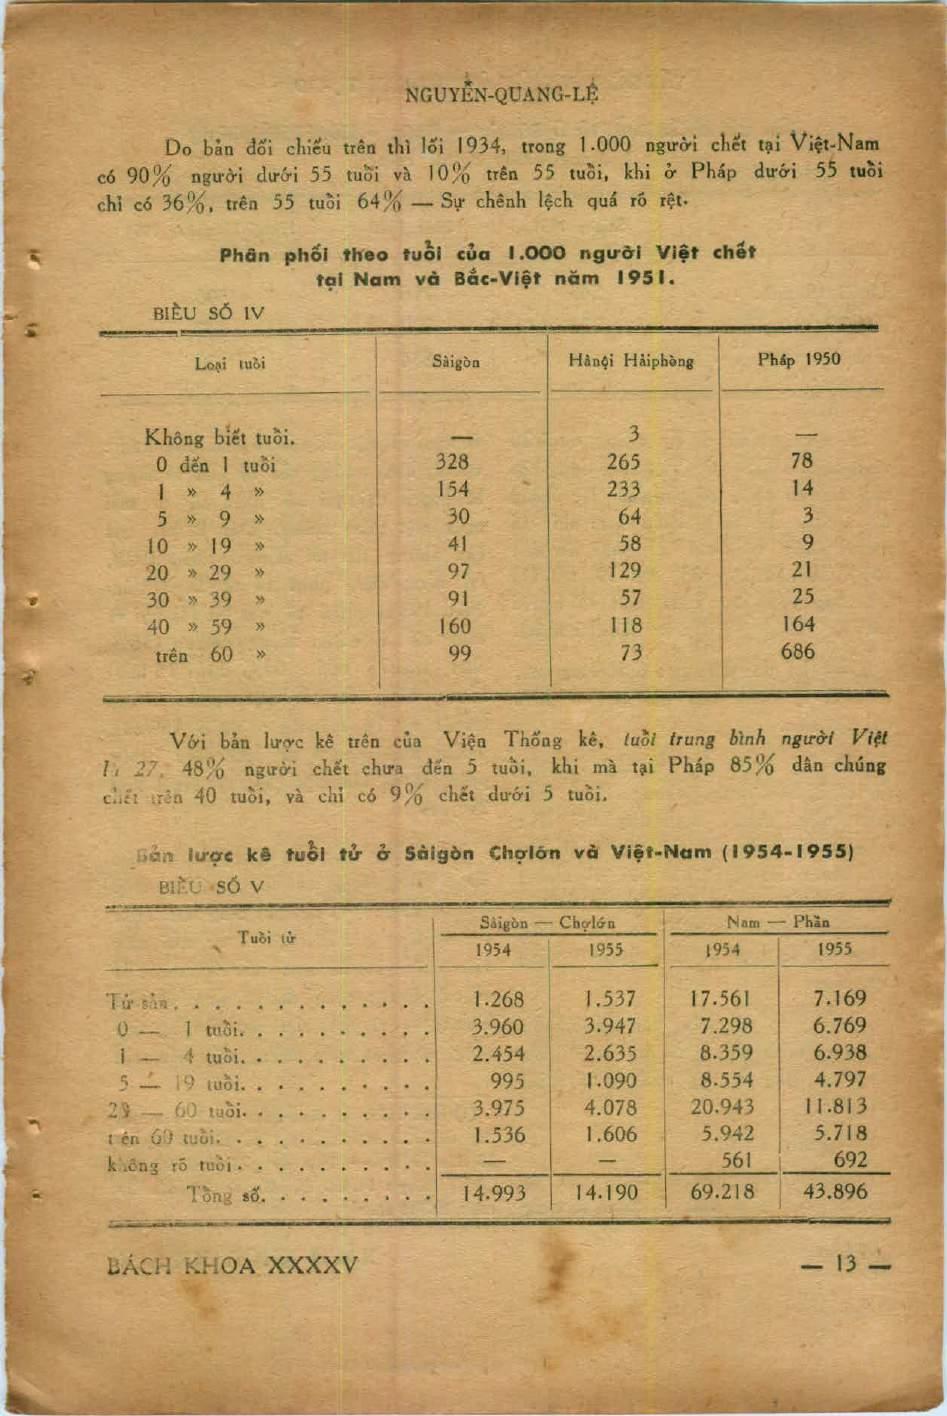 NGUYỄN-QUANG-LỆ
Do bản đối chiếu trên thì lối 1934, trong 1.000 người chết tại Việt-Nam
có 90% người dưới 55 tuổi và 10% trên 55 tuổi, khi ở Pháp dưới 55 tuổi
chỉ có 36%, trên 55 tuổi 64% — Sự chênh lệch quá rõ rệt.
Phân phối theo tuổi của 1.000 người Việt chết
tại Nam và Bắc-Việt năm 1951.
BIỂU SỐ IV
Loại tuổi Sàigòn Hànội Hảiphòng Pháp 1950
Không biết tuổi. — 3 —
0 đến 1 tuổi 328 265 78
1 » 4 » 154 233 14
5 » 9 » 30 64 3
10 » 19 » 41 58 9
20 » 29 » 97 129 21
30 » 39 » 91 57 25
40 » 59 » 160 118 164
trên 60 » 99 73 686
Với bản lược kê trên của Viện Thống kê, tuổi trung bình người Việt
27. 48% người chết chưa đến 5 tuổi, khi mà tại Pháp 85% dân chúng
chết trên 40 tuổi, và chỉ có 9% chết dưới 5 tuổi.
Bản lược kê tuổi tử ở Sàigòn Chợlớn và Việt-Nam (1954-1955)
BIỂU SỐ V
Tuổi tử Sàigòn — Chợlớn Nam — Phần
1954 1955 1954 1955
Tử sản. . . . . . . . . . . . . 1.268 1.537 17.561 7.169
0 — 1 tuổi. . . . . . . . . . 3.960 3.947 7.298 6.769
1 — 4 tuổi. . . . . . . . . . 2.454 2.635 8.359 6.938
5 — 19 tuổi. . . . . . . . . . 995 1.090 8.554 4.797
— 60 tuổi. . . . . . . . . . 3.975 4.078 20.943 11.813
trên 60 tuổi. . . . . . . . . . 1.536 1.606 5.942 5.718
không rõ tuổi. . . . . . . . . . — — 561 692
Tổng số. . . . . . . . . 14.993 14.190 69.218 43.896
BÁCH KHOA XXXXV — 13 —